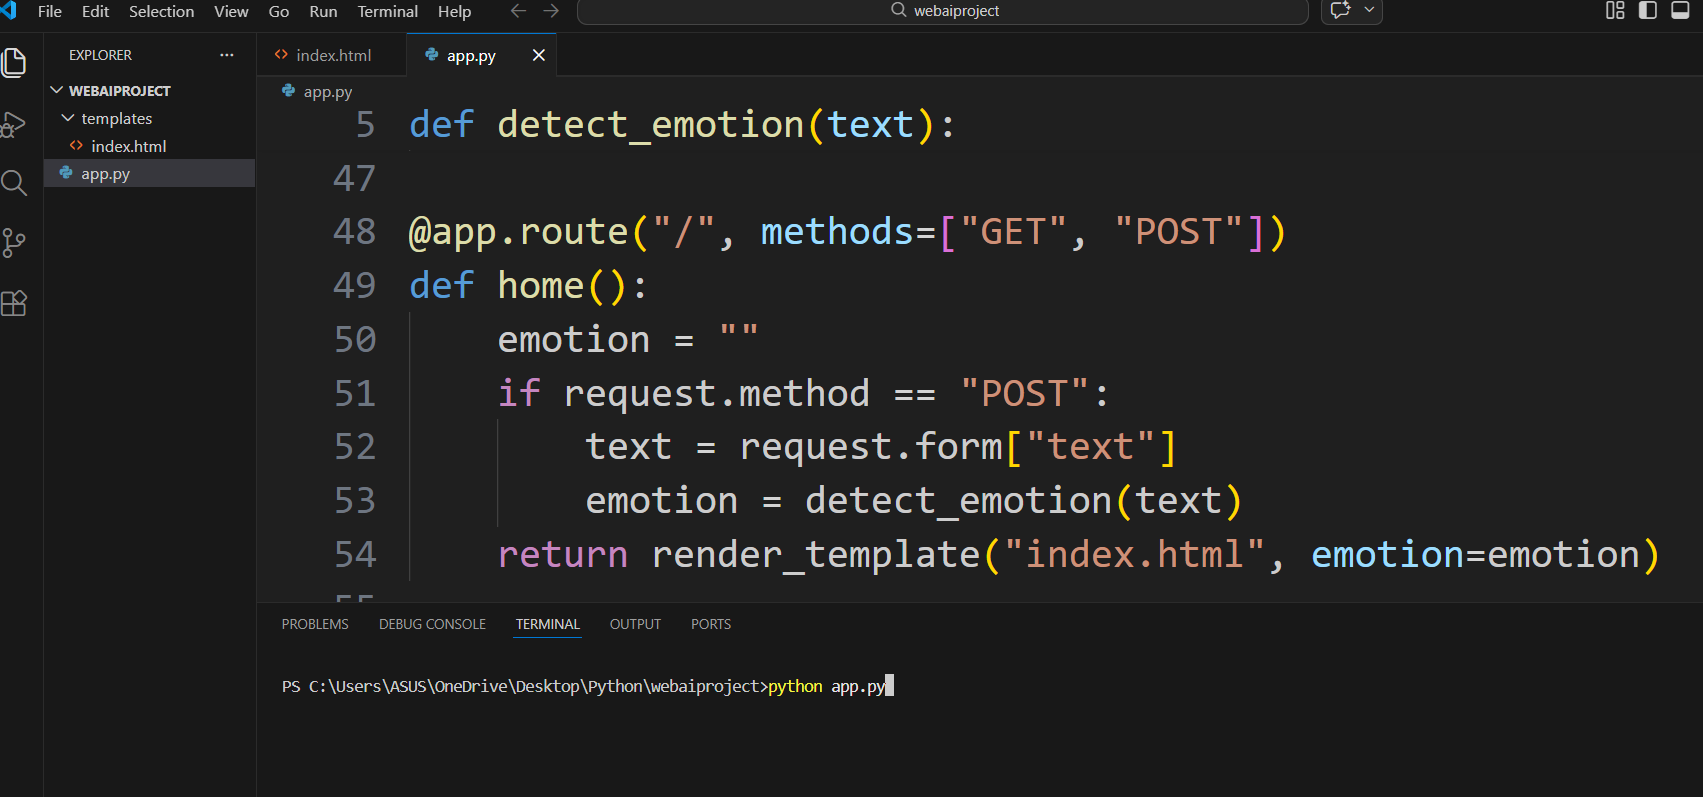 File Edit Selection View Go Run Terminal Help
webaiproject
EXPLORER
WEBAIPROJECT
templates
index.html
app.py
index.html
app.py
app.py
5 def detect_emotion(text):
47
48 @app.route("/", methods=["GET", "POST"])
49 def home():
50 emotion = ""
51 if request.method == "POST":
52 text = request.form["text"]
53 emotion = detect_emotion(text)
54 return render_template("index.html", emotion=emotion)
PROBLEMS DEBUG CONSOLE TERMINAL OUTPUT PORTS
PS C:\Users\ASUS\OneDrive\Desktop\Python\webaiproject>python app.py